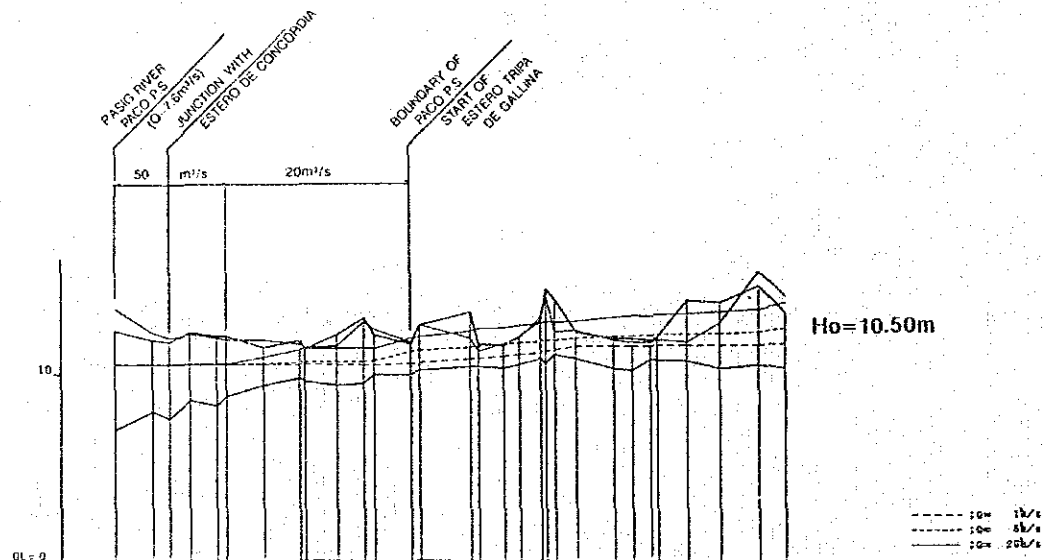 PASIG RIVER
PACO P.S
(Q=7.6m³/s)
JUNCTION WITH
ESTERO DE CONCORDIA
BOUNDARY OF
PACO P.S
START OF
ESTERO TRIPA
DE GALLINA
50 m³/s 20m³/s
10
Ho=10.50m